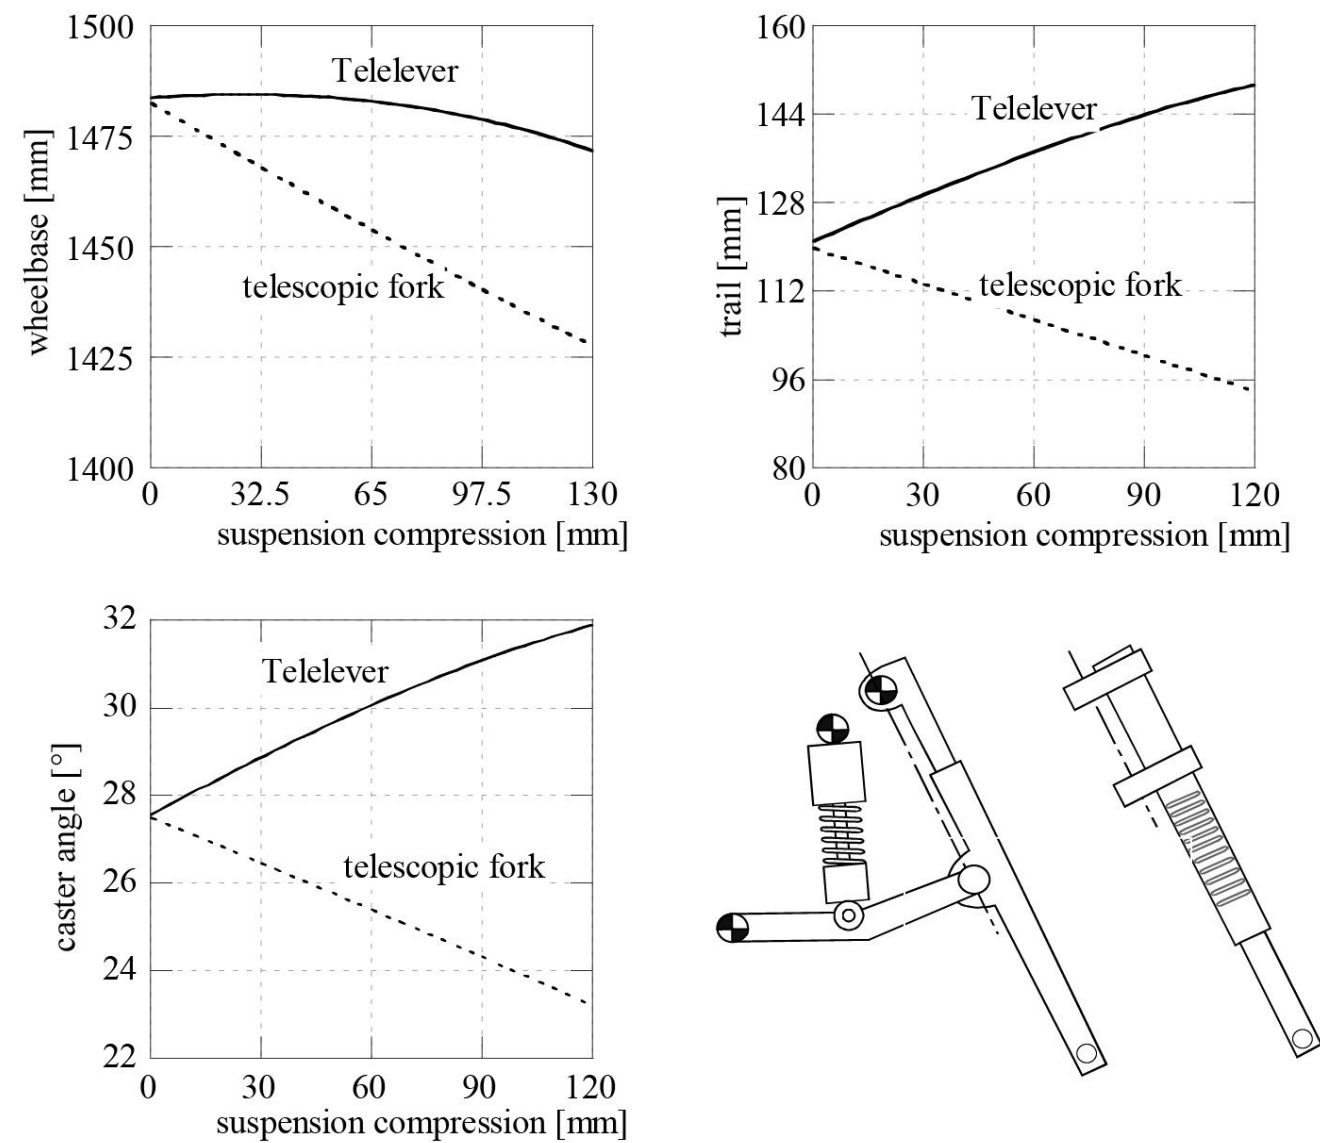 1500
1475
1450
1425
1400
wheelbase [mm]
Telelever
telescopic fork
0 32.5 65 97.5 130
suspension compression [mm]
160
144
128
112
96
80
trail [mm]
Telelever
telescopic fork
0 30 60 90 120
suspension compression [mm]
32
30
28
26
24
22
caster angle [°]
Telelever
telescopic fork
0 30 60 90 120
suspension compression [mm]